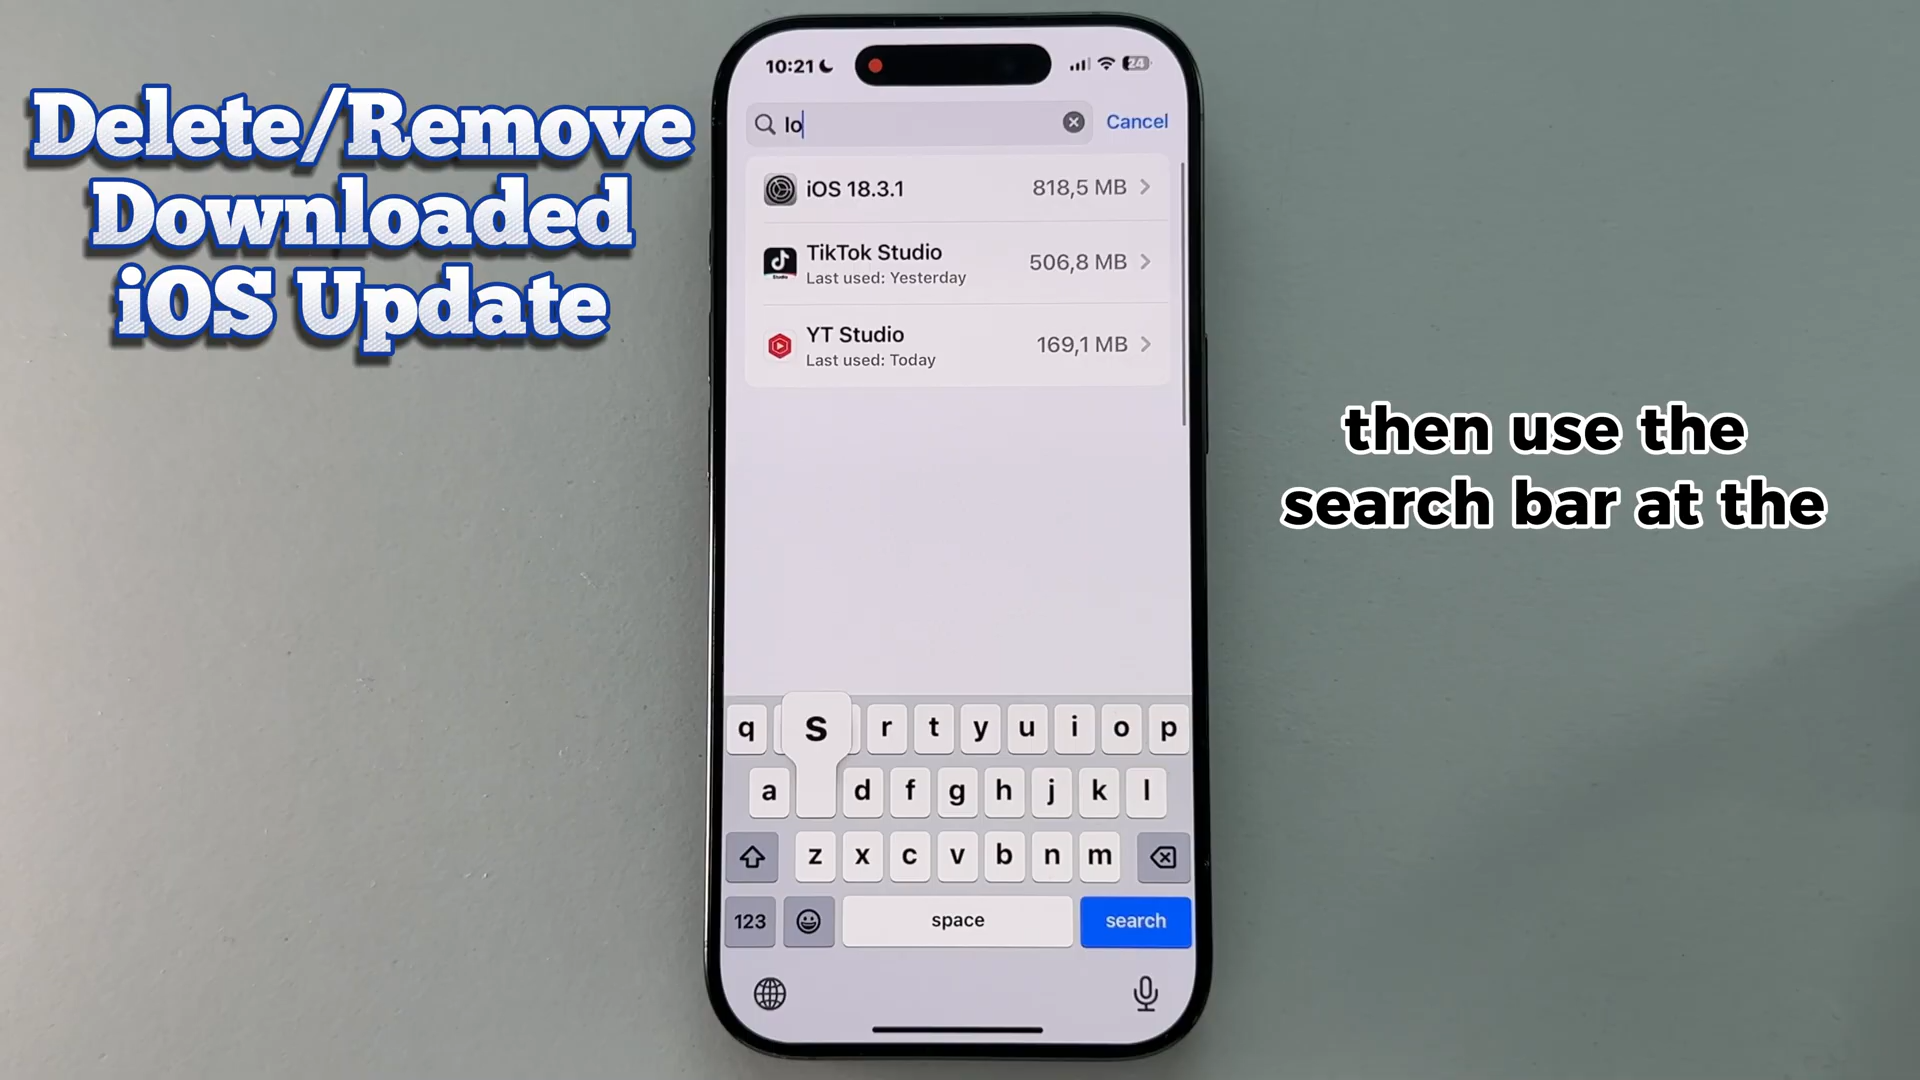 Delete/Remove
Downloaded
iOS Update
10:21
24
Io
Cancel
iOS 18.3.1
818,5 MB
TikTok Studio
506,8 MB
Last used: Yesterday
Studio
YT Studio
169,1 MB
Last used: Today
then use the
search bar at the
q S r t y u i o p
a d f g h j k l
z x c v b n m
123
space
search